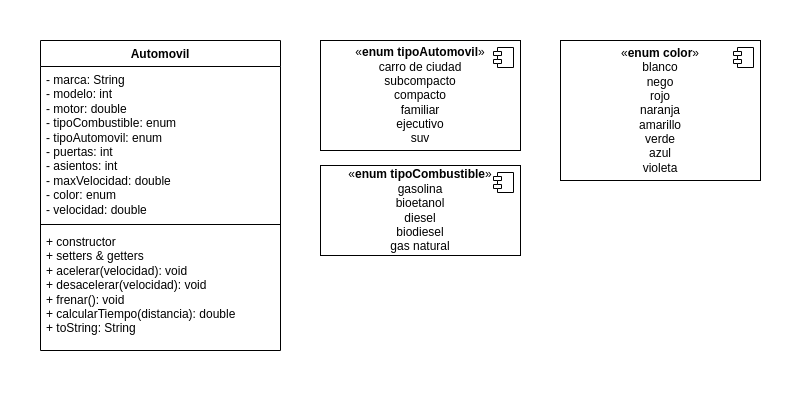 Automovil
- marca: String
- modelo: int
- motor: double
- tipoCombustible: enum
- tipoAutomovil: enum
- puertas: int
- asientos: int
- maxVelocidad: double
- color: enum
- velocidad: double
+ constructor
+ setters & getters
+ acelerar(velocidad): void
+ desacelerar(velocidad): void
+ frenar(): void
+ calcularTiempo(distancia): double
+ toString: String
«enum tipoAutomovil»
carro de ciudad
subcompacto
compacto
familiar
ejecutivo
suv
«enum tipoCombustible»
gasolina
bioetanol
diesel
biodiesel
gas natural
«enum color»
blanco
nego
rojo
naranja
amarillo
verde
azul
violeta